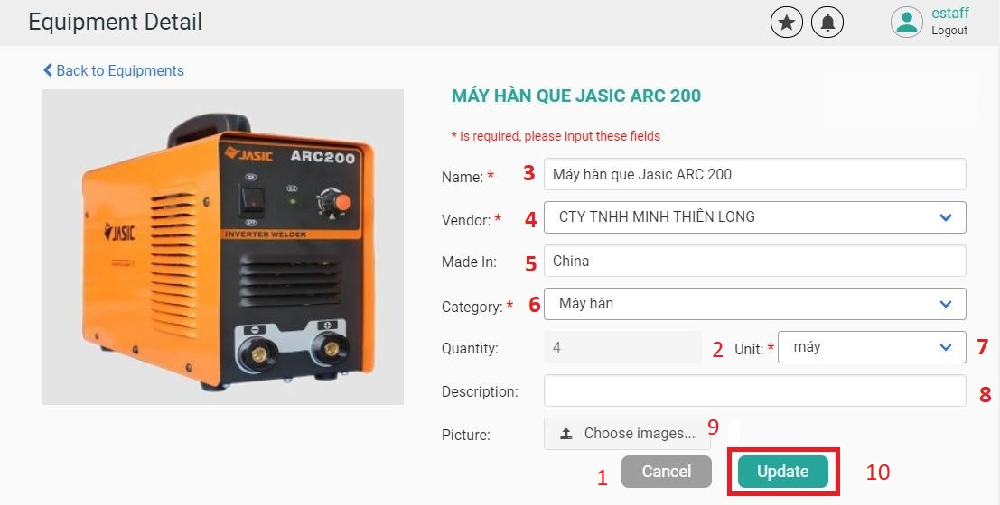 Equipment Detail
estaff
Logout
Back to Equipments
JASIC ARC200
A
INVERTER WELDER
JASIC
MÁY HÀN QUE JASIC ARC 200
* is required, please input these fields
Name: * 3 Máy hàn que Jasic ARC 200
Vendor: * 4 CTY TNHH MINH THIÊN LONG
Made In: 5 China
Category: * 6 Máy hàn
Quantity: 4 2 Unit: * máy 7
Description: 8
Picture: Choose images... 9
1 Cancel Update 10